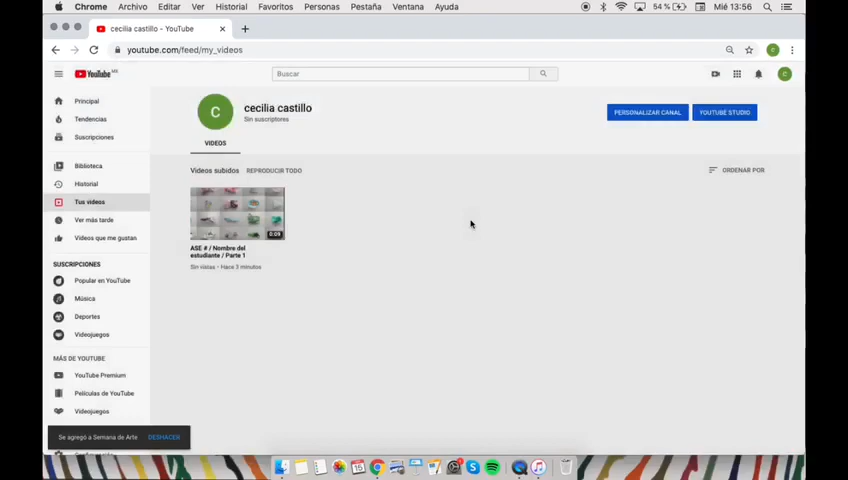 Chrome Archivo Editar Ver Historial Favoritos Personas Pestaña Ventana Ayuda 54 % Mié 13:56
cecilia castillo - YouTube
youtube.com/feed/my_videos
C
YouTube MX
Buscar
C
Principal
Tendencias
Suscripciones
Biblioteca
Historial
Tus videos
Ver más tarde
Videos que me gustan
SUSCRIPCIONES
Popular en YouTube
Música
Deportes
Videojuegos
MÁS DE YOUTUBE
YouTube Premium
Películas de YouTube
Videojuegos
C
cecilia castillo
Sin suscriptores
PERSONALIZAR CANAL
YOUTUBE STUDIO
VIDEOS
Videos subidos REPRODUCIR TODO
ORDENAR POR
0:09
ASE # / Nombre del
estudiante / Parte 1
Sin vistas • Hace 3 minutos
Se agregó a Semana de Arte DESHACER